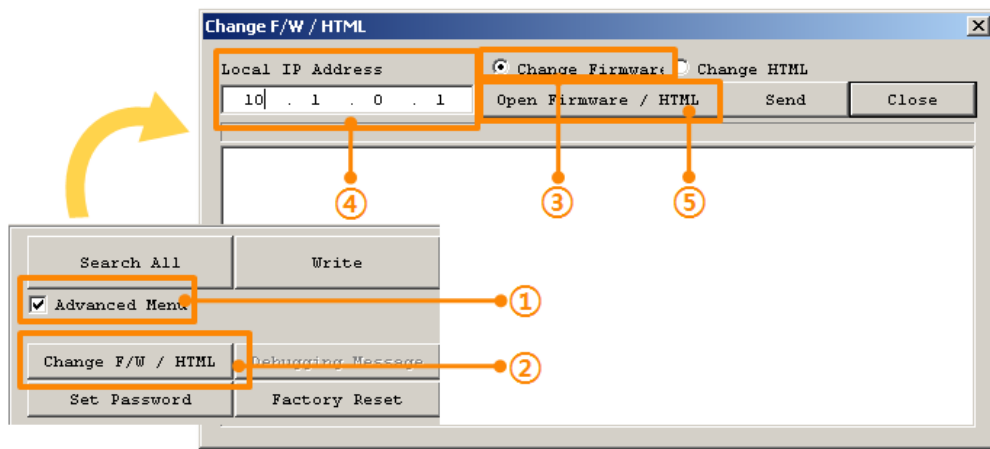 Change F/W / HTML
Local IP Address
Change Firmware
Change HTML
10 . 1 . 0 . 1
Open Firmware / HTML
Send
Close
④
③
⑤
Search All
Write
Advanced Menu
①
Change F/W / HTML
Debugging Message
②
Set Password
Factory Reset